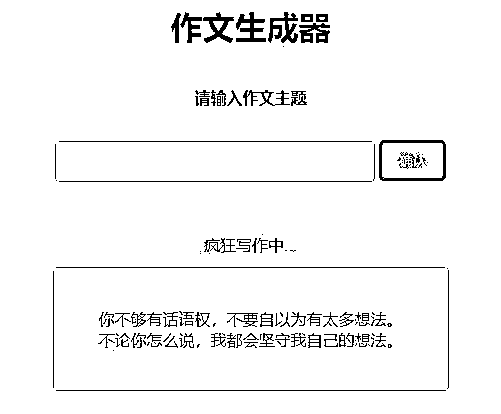 作文生成器
请输入作文主题
确认
疯狂写作中...
你不够有话语权，不要自以为有太多想法。
不论你怎么说，我都会坚守我自己的想法。